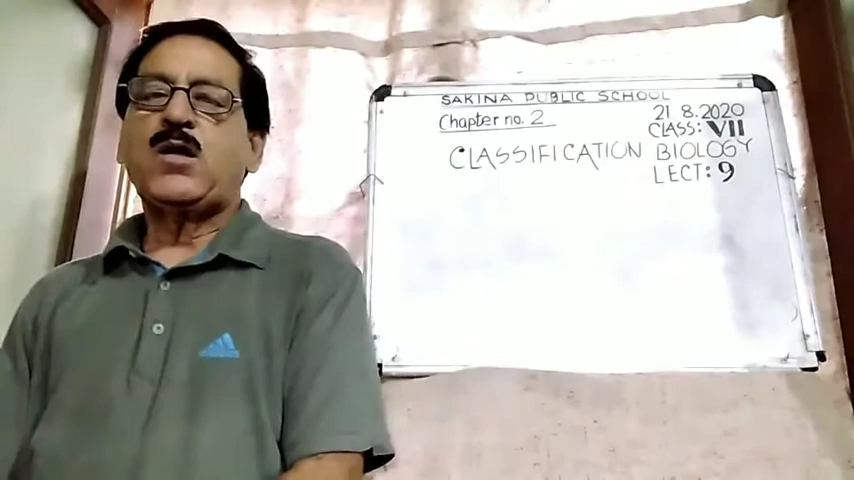 SAKINA PUBLIC SCHOOL
21 8.2020
Chapter no. 2
CLASS: VII
CLASSIFICATION BIOLOGY
LECT: 9